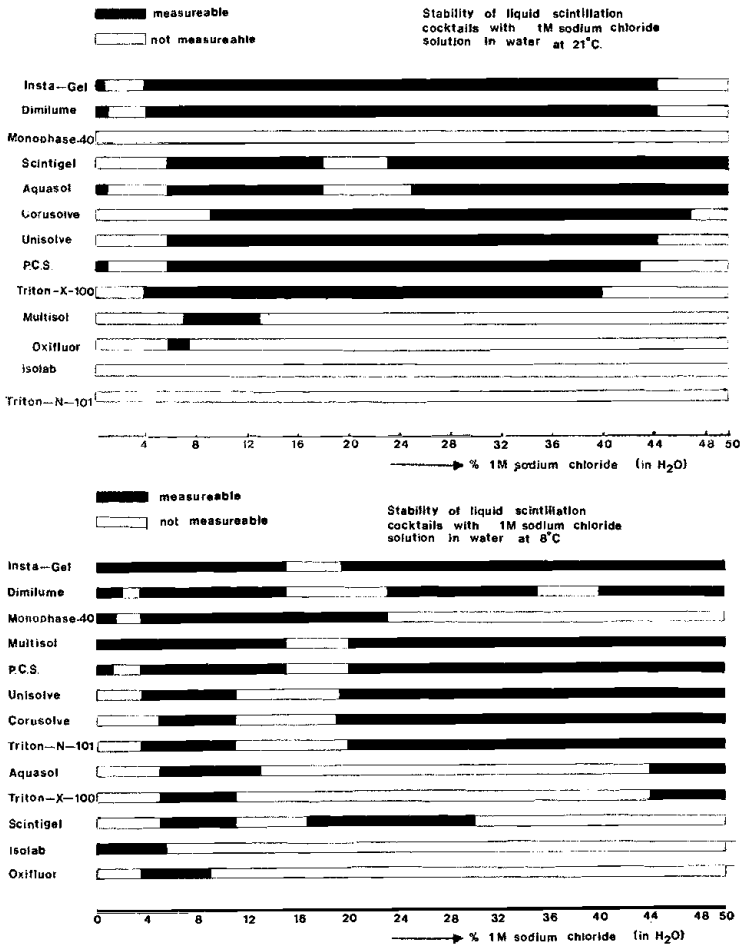 measureable
not measureable
Stability of liquid scintillation
cocktails with 1M sodium chloride
solution in water at 21°C.
Insta—Gel
Dimilume
Monophase-40
Scintigel
Aquasol
Corusolve
Unisolve
P.C.S.
Triton-X-100
Multisol
Oxifluor
Isolab
Triton—N—101
4 8 12 16 20 24 28 32 36 40 44 48 50
% 1M sodium chloride (in H₂O)
measureable
not measureable
Stability of liquid scintillation
cocktails with 1M sodium chloride
solution in water at 8°C
Insta—Gel
Dimilume
Monophase-40
Multisol
P.C.S.
Unisolve
Corusolve
Triton—N—101
Aquasol
Triton—X—100
Scintigel
Isolab
Oxifluor
0 4 8 12 16 20 24 28 32 36 40 44 48 50
% 1M sodium chloride (in H₂O)